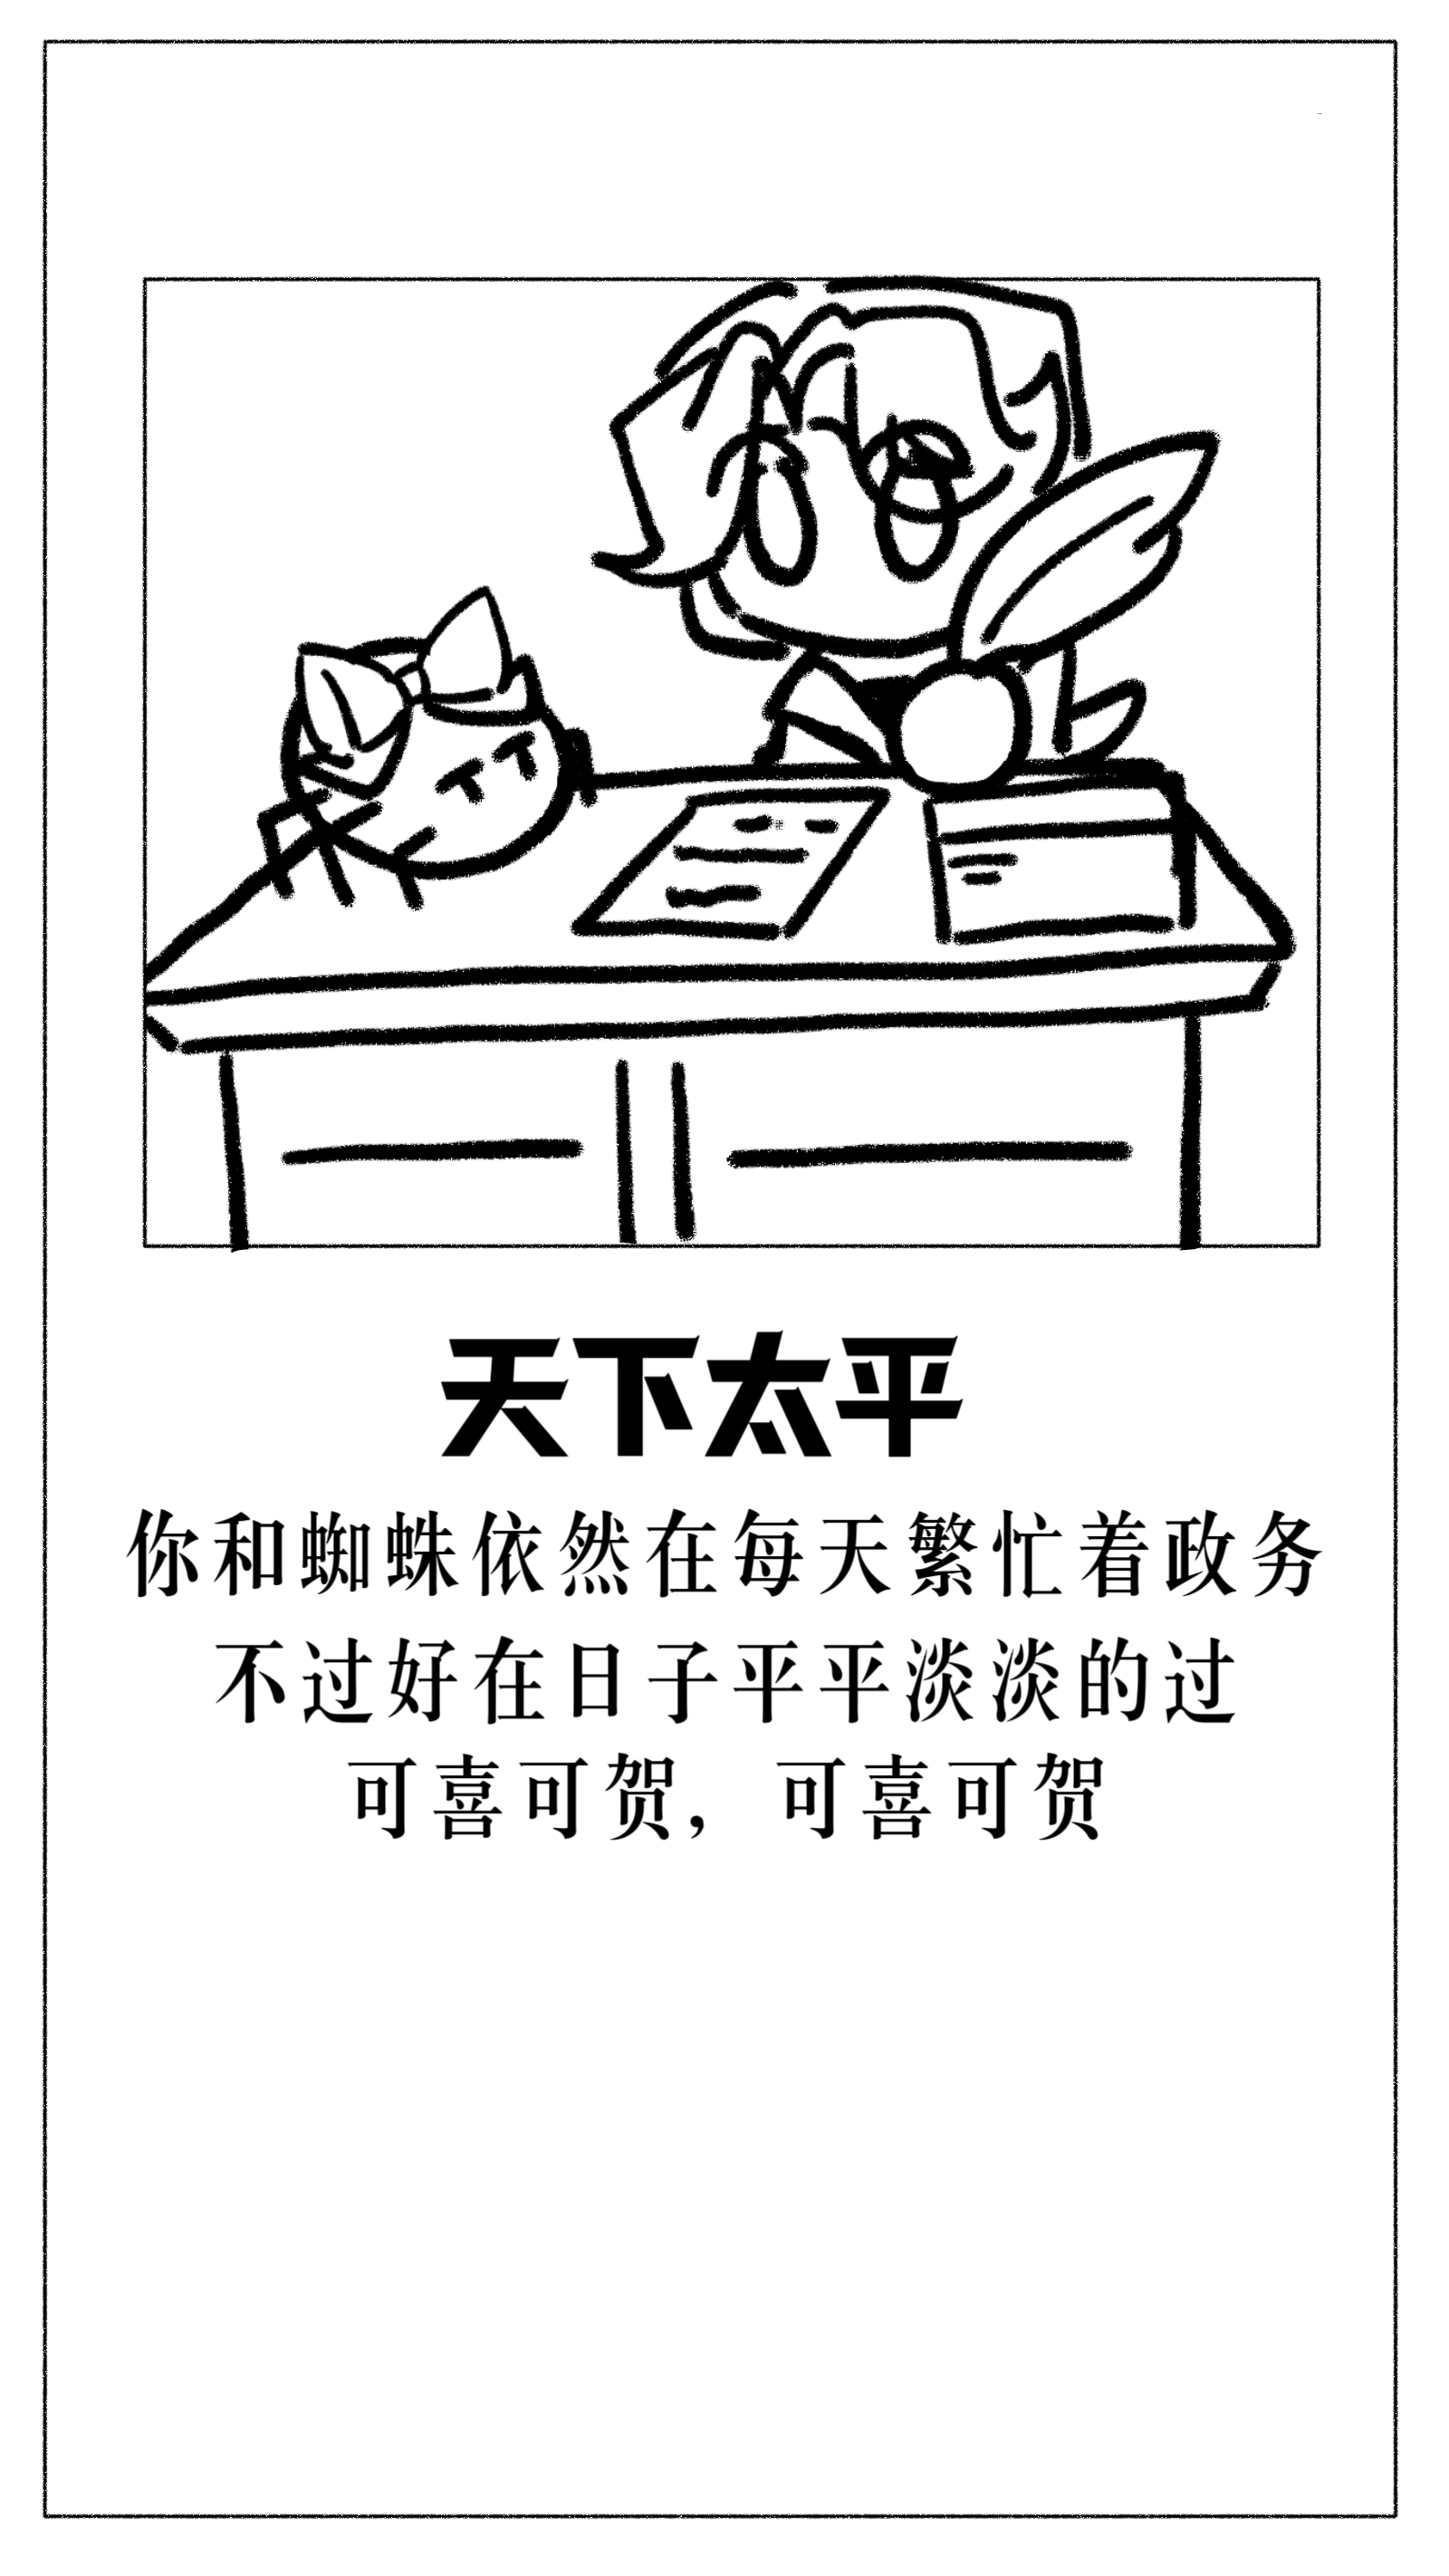 天下太平
你和蜘蛛依然在每天繁忙着政务
不过好在日子平平淡淡的过
可喜可贺，可喜可贺